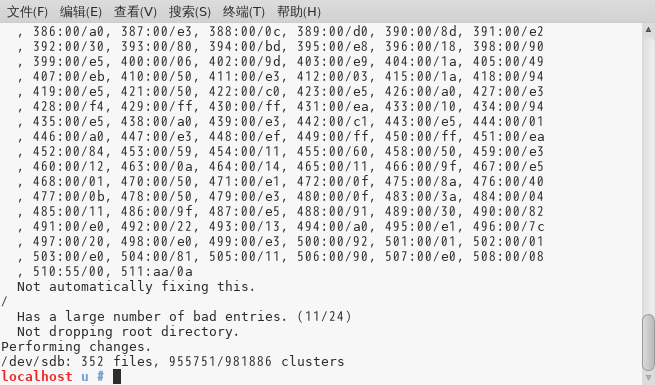 文件(F) 编辑(E) 查看(V) 搜索(S) 终端(T) 帮助(H)
, 386:00/a0, 387:00/e3, 388:00/0c, 389:00/d0, 390:00/8d, 391:00/e2
, 392:00/30, 393:00/80, 394:00/bd, 395:00/e8, 396:00/18, 398:00/90
, 399:00/e5, 400:00/06, 402:00/9d, 403:00/e9, 404:00/1a, 405:00/49
, 407:00/eb, 410:00/50, 411:00/e3, 412:00/03, 415:00/1a, 418:00/94
, 419:00/e5, 421:00/50, 422:00/c0, 423:00/e5, 426:00/a0, 427:00/e3
, 428:00/f4, 429:00/ff, 430:00/ff, 431:00/ea, 433:00/10, 434:00/94
, 435:00/e5, 438:00/a0, 439:00/e3, 442:00/c1, 443:00/e5, 444:00/01
, 446:00/a0, 447:00/e3, 448:00/ef, 449:00/ff, 450:00/ff, 451:00/ea
, 452:00/84, 453:00/59, 454:00/11, 455:00/60, 458:00/50, 459:00/e3
, 460:00/12, 463:00/0a, 464:00/14, 465:00/11, 466:00/9f, 467:00/e5
, 468:00/01, 470:00/50, 471:00/e1, 472:00/0f, 475:00/8a, 476:00/40
, 477:00/0b, 478:00/50, 479:00/e3, 480:00/0f, 483:00/3a, 484:00/04
, 485:00/11, 486:00/9f, 487:00/e5, 488:00/91, 489:00/30, 490:00/82
, 491:00/e0, 492:00/22, 493:00/13, 494:00/a0, 495:00/e1, 496:00/7c
, 497:00/20, 498:00/e0, 499:00/e3, 500:00/92, 501:00/01, 502:00/01
, 503:00/e0, 504:00/81, 505:00/11, 506:00/90, 507:00/e0, 508:00/08
, 510:55/00, 511:aa/0a
Not automatically fixing this.
/
Has a large number of bad entries. (11/24)
Not dropping root directory.
Performing changes.
/dev/sdb: 352 files, 955751/981886 clusters
localhost u #